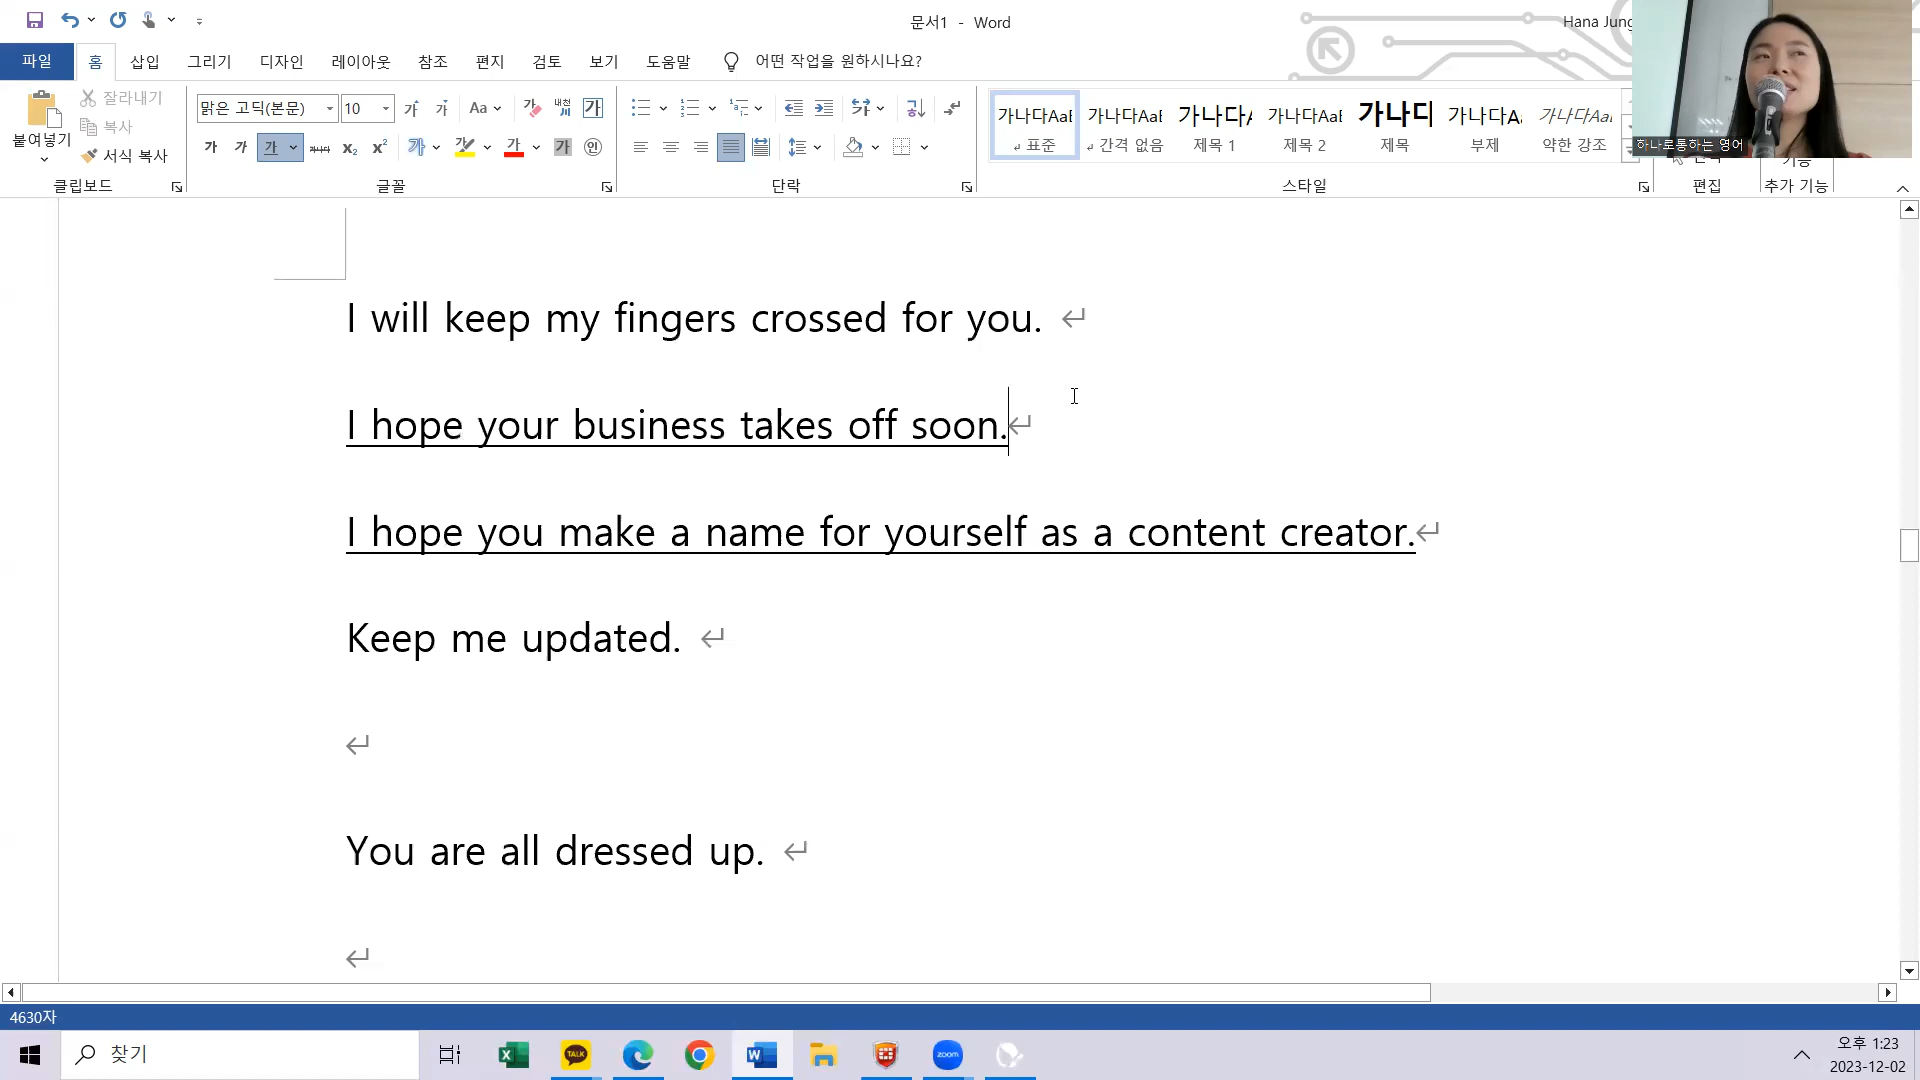 문서1 - Word
Hana Jung
파일 홈 삽입 그리기 디자인 레이아웃 참조 편지 검토 보기 도움말 어떤 작업을 원하시나요?
붙여넣기
잘라내기
복사
서식 복사
클립보드
맑은 고딕(본문) 10
글꼴
단락
가나다AaI 가나다AaI 가나다A 가나다AaI 가나다 가나다A 가나다Aa
표준 간격 없음 제목 1 제목 2 제목 부제 약한 강조
스타일
편집
기능
추가 기능
하나로통하는 영어
I will keep my fingers crossed for you.
I hope your business takes off soon.
I hope you make a name for yourself as a content creator.
Keep me updated.
You are all dressed up.
4630자
찾기
TALK
zoom
오후 1:23
2023-12-02